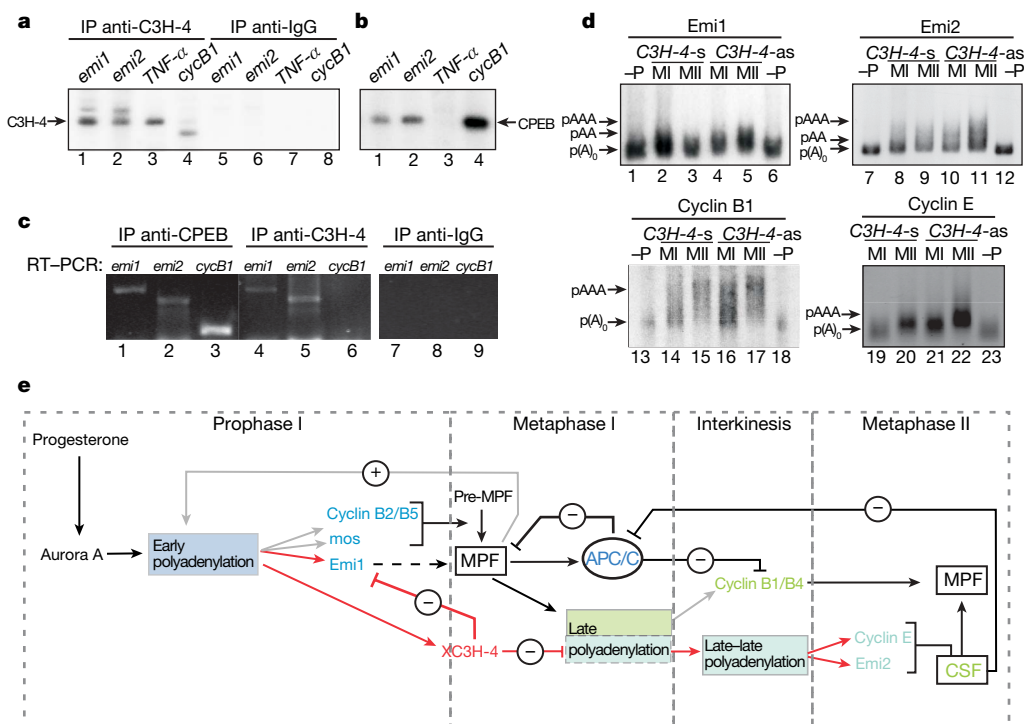 a
IP anti-C3H-4 IP anti-IgG
emi1 emi2 TNF-α cycB1 emi1 emi2 TNF-α cycB1
C3H-4
1 2 3 4 5 6 7 8
b
emi1 emi2 TNF-α cycB1
CPEB
1 2 3 4
c
IP anti-CPEB IP anti-C3H-4 IP anti-IgG
RT–PCR: emi1 emi2 cycB1 emi1 emi2 cycB1 emi1 emi2 cycB1
1 2 3 4 5 6 7 8 9
d
Emi1
C3H-4-s C3H-4-as
–P MI MII MI MII –P
pAAA
pAA
p(A)0
1 2 3 4 5 6
Emi2
C3H-4-s C3H-4-as
–P MI MII MI MII –P
pAAA
pAA
p(A)0
7 8 9 10 11 12
Cyclin B1
C3H-4-s C3H-4-as
–P MI MII MI MII –P
pAAA
p(A)0
13 14 15 16 17 18
Cyclin E
C3H-4-s C3H-4-as
MI MII MI MII –P
pAAA
p(A)0
19 20 21 22 23
e
Prophase I Metaphase I Interkinesis Metaphase II
Progesterone
Aurora A
Early
polyadenylation
+
Cyclin B2/B5
mos
Emi1
–
XC3H-4
–
Pre-MPF
MPF
–
APC/C
Late
polyadenylation
–
Cyclin B1/B4
Late–late
polyadenylation
–
MPF
Cyclin E
Emi2
CSF